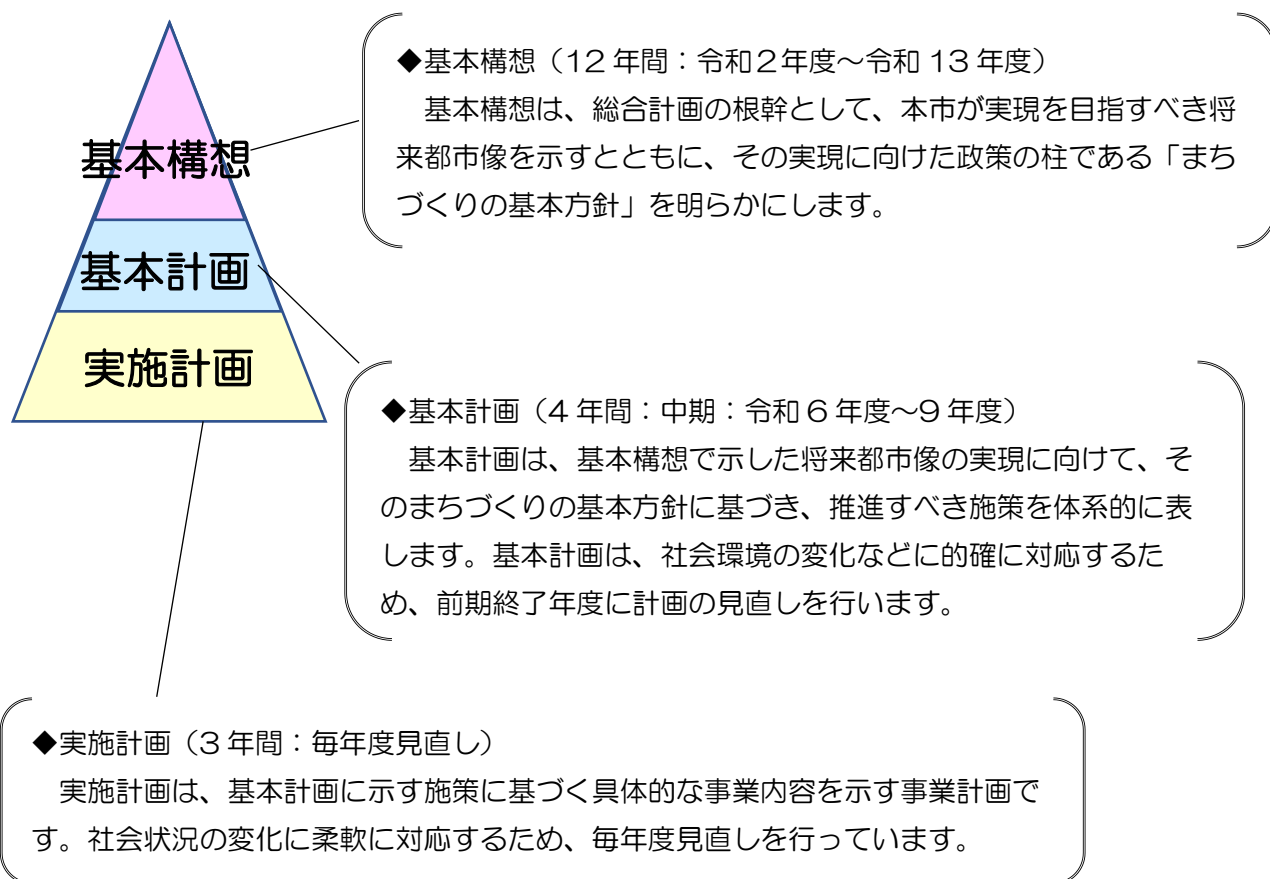 基本構想
基本計画
実施計画
◆基本構想（12 年間：令和２年度～令和 13 年度）
基本構想は、総合計画の根幹として、本市が実現を目指すべき将
来都市像を示すとともに、その実現に向けた政策の柱である「まち
づくりの基本方針」を明らかにします。
◆基本計画（4 年間：中期：令和 6 年度～9 年度）
基本計画は、基本構想で示した将来都市像の実現に向けて、そ
のまちづくりの基本方針に基づき、推進すべき施策を体系的に表
します。基本計画は、社会環境の変化などに的確に対応するた
め、前期終了年度に計画の見直しを行います。
◆実施計画（3 年間：毎年度見直し）
実施計画は、基本計画に示す施策に基づく具体的な事業内容を示す事業計画で
す。社会状況の変化に柔軟に対応するため、毎年度見直しを行っています。